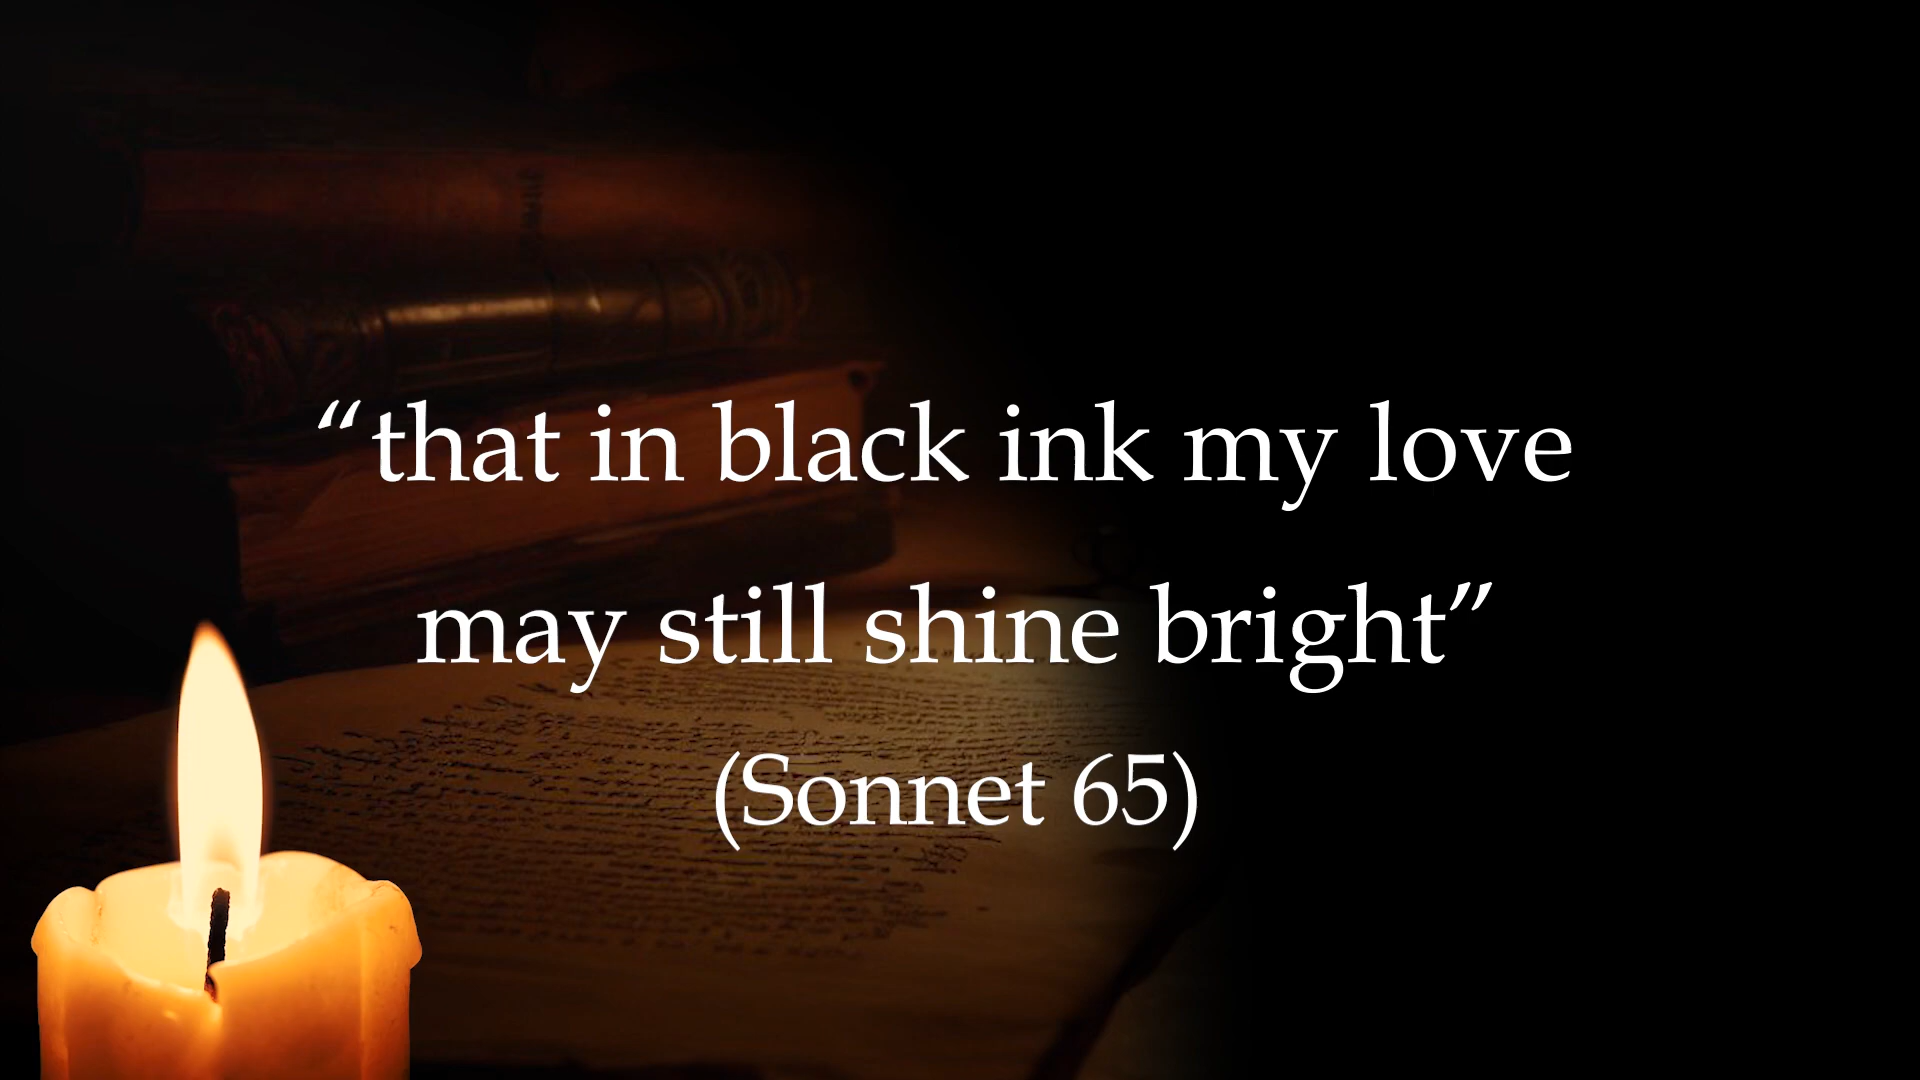 “that in black ink my love
may still shine bright”
(Sonnet 65)